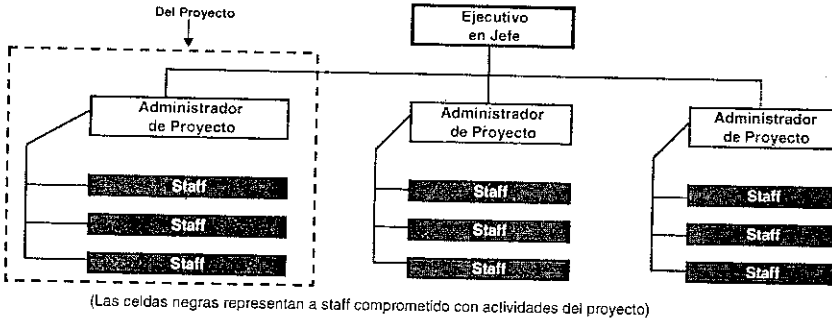 Del Proyecto
Ejecutivo
en Jefe
Administrador
de Proyecto
Administrador
de Proyecto
Administrador
de Proyecto
Staff
Staff
Staff
Staff
Staff
Staff
Staff
Staff
Staff
(Las celdas negras representan a staff comprometido con actividades del proyecto)